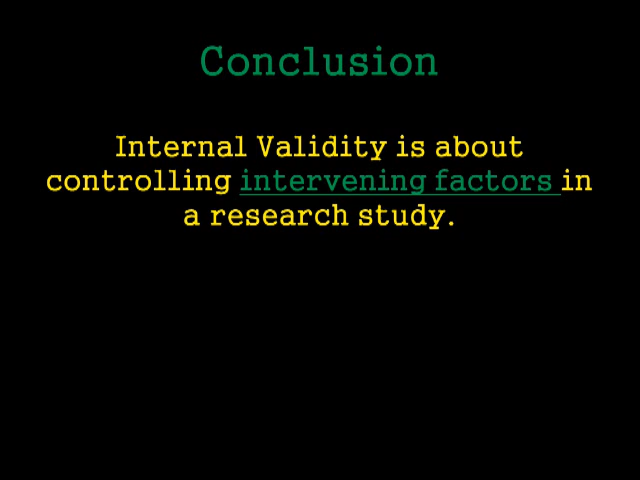 Conclusion
Internal Validity is about
controlling intervening factors in
a research study.